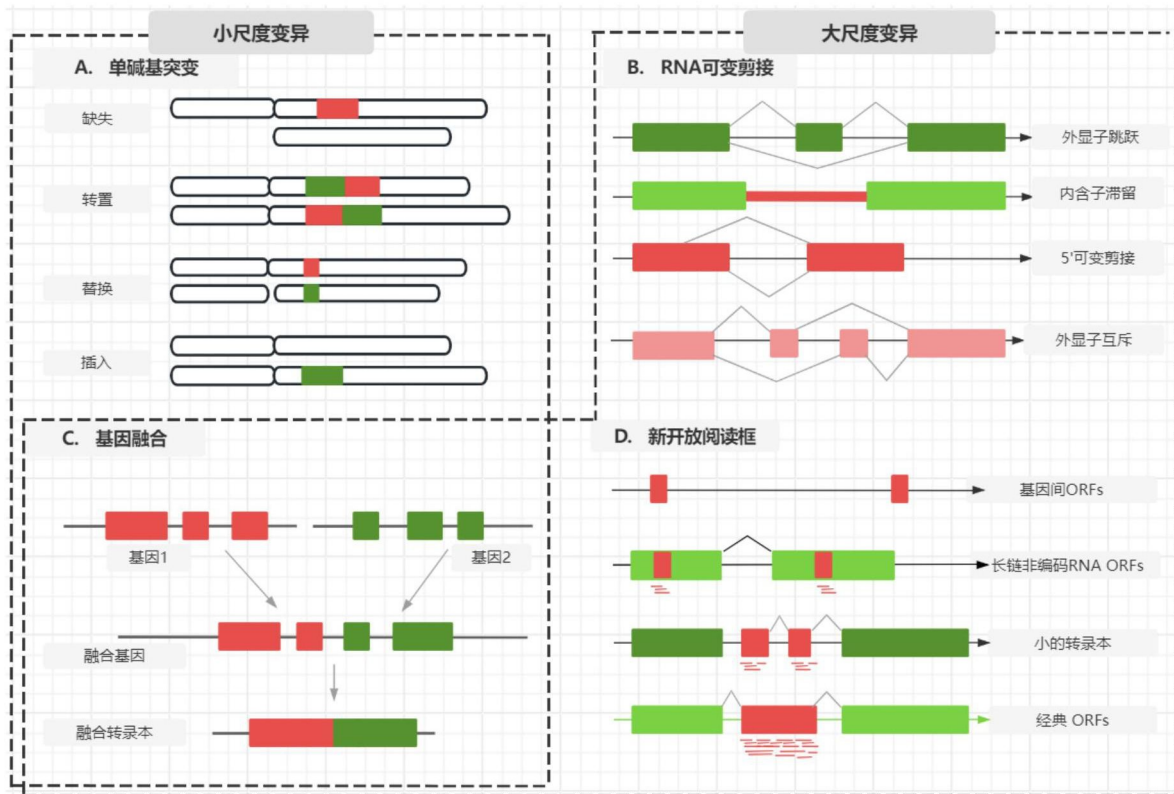 小尺度变异
大尺度变异
A. 单碱基突变
缺失
转置
替换
插入
B. RNA可变剪接
外显子跳跃
内含子滞留
5'可变剪接
外显子互斥
C. 基因融合
基因1
基因2
融合基因
融合转录本
D. 新开放阅读框
基因间ORFs
长链非编码RNA ORFs
小的转录本
经典 ORFs